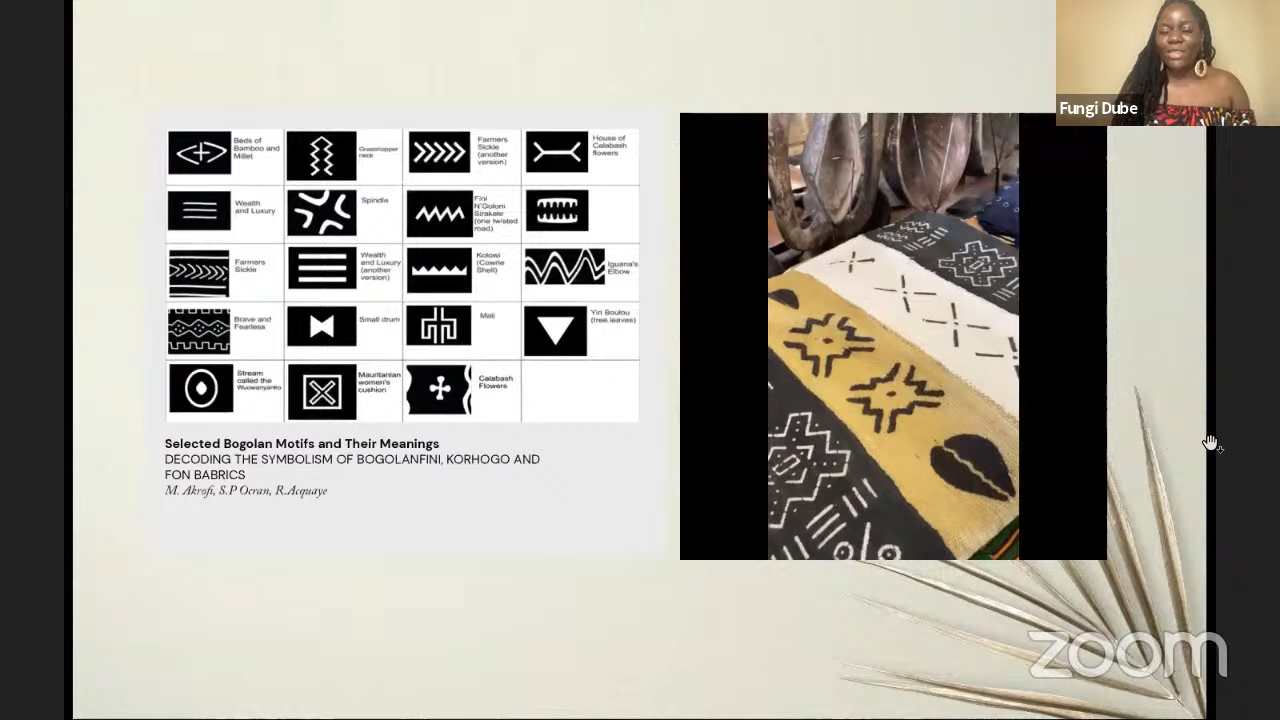 Fungi Dube
Beds of
Bamboo and
Millet
Grasshopper
neck
Farmers
Sickle
(another
version)
House of
Calabash
flowers
Wealth
and Luxury
Spindle
Fini
N'Goloni
Sirakele
(one twisted
road)
Farmers
Sickle
Wealth
and Luxury
(another
version)
Kolowi
(Cowrie
Shell)
Iguana's
Elbow
Brave and
Fearless
Small drum
Mali
Yiri Boulou
(tree leaves)
Stream
called the
Mauritanian
women's
cushion
Calabash
Flowers
Selected Bogolan Motifs and Their Meanings
DECODING THE SYMBOLISM OF BOGOLANFINI, KORHOGO AND
FON BABRICS
M. Akrofi, S.P Ocran, R.Acquaye
zoom